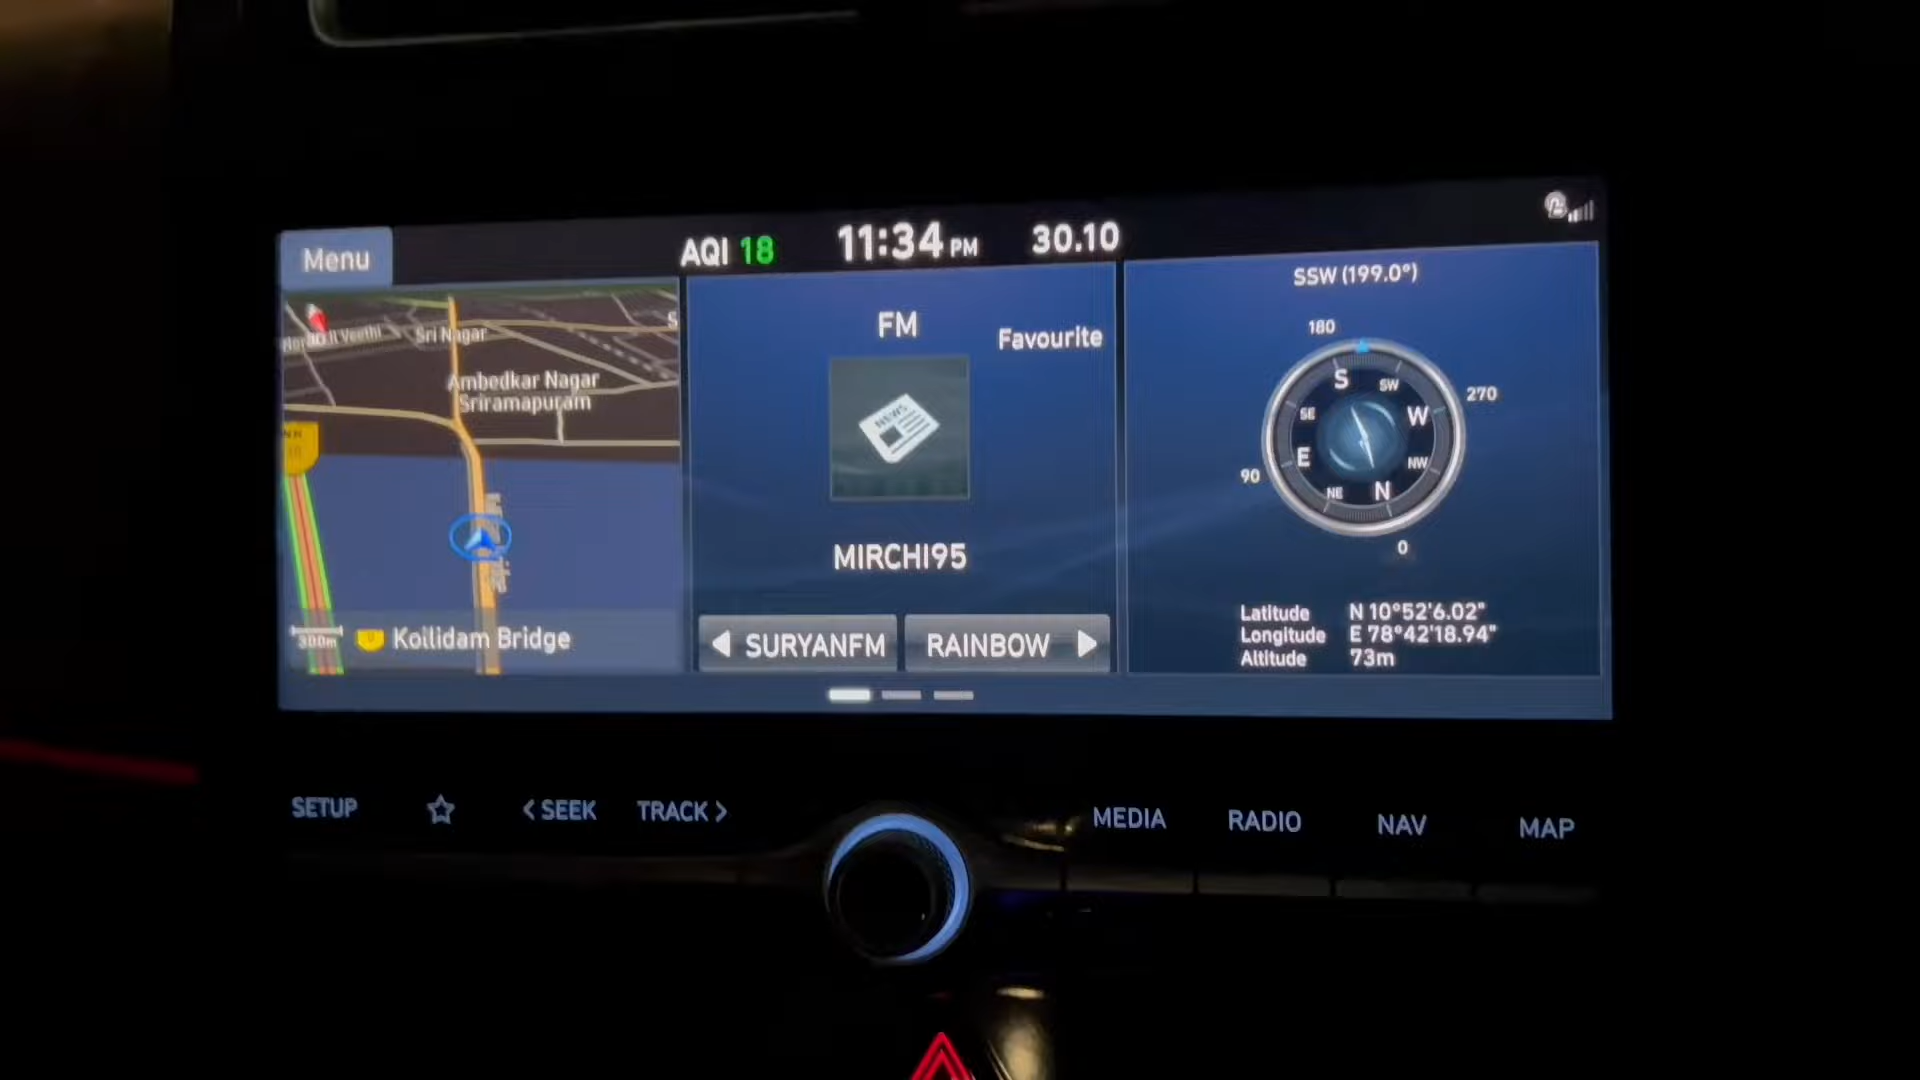 Menu
AQI 18
11:34 PM
30.10
Sri Nagar
Ambedkar Nagar
Sriramapuram
300m
Koilidam Bridge
FM
Favourite
NEWS
MIRCHI95
SURYANFM
RAINBOW
SSW (199.0°)
180
270
90
0
S
SW
W
NW
N
NE
E
SE
Latitude N 10°52'6.02"
Longitude E 78°42'18.94"
Altitude 73m
SETUP
< SEEK
TRACK >
MEDIA
RADIO
NAV
MAP